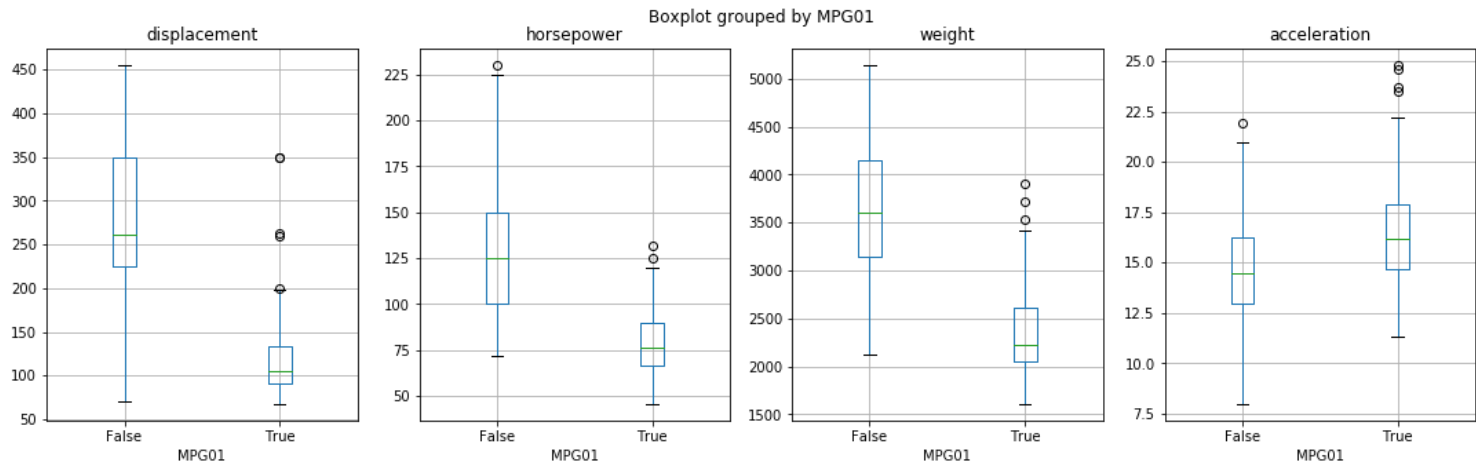 Boxplot grouped by MPG01
displacement
450
400
350
300
250
200
150
100
50
False
True
MPG01
horsepower
225
200
175
150
125
100
75
50
False
True
MPG01
weight
5000
4500
4000
3500
3000
2500
2000
1500
False
True
MPG01
acceleration
25.0
22.5
20.0
17.5
15.0
12.5
10.0
7.5
False
True
MPG01